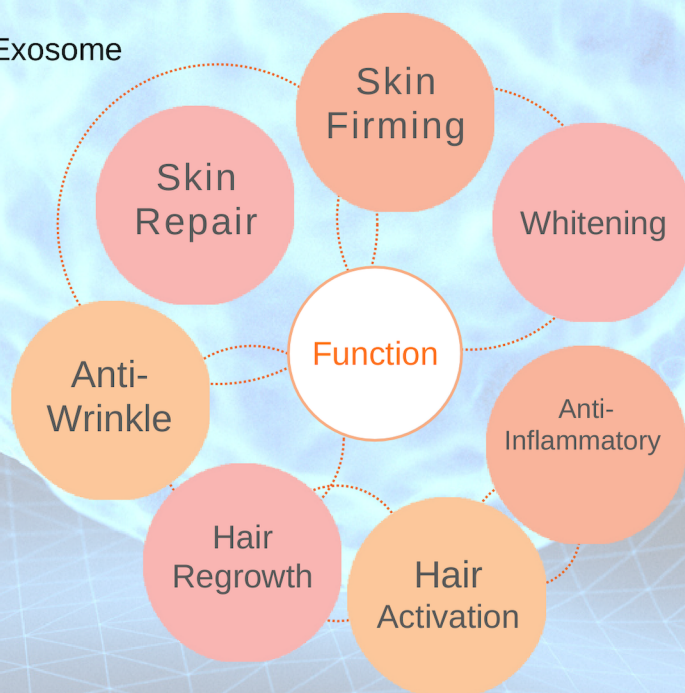 Exosome
Skin
Firming
Skin
Repair
Whitening
Function
Anti-
Wrinkle
Anti-
Inflammatory
Hair
Regrowth
Hair
Activation